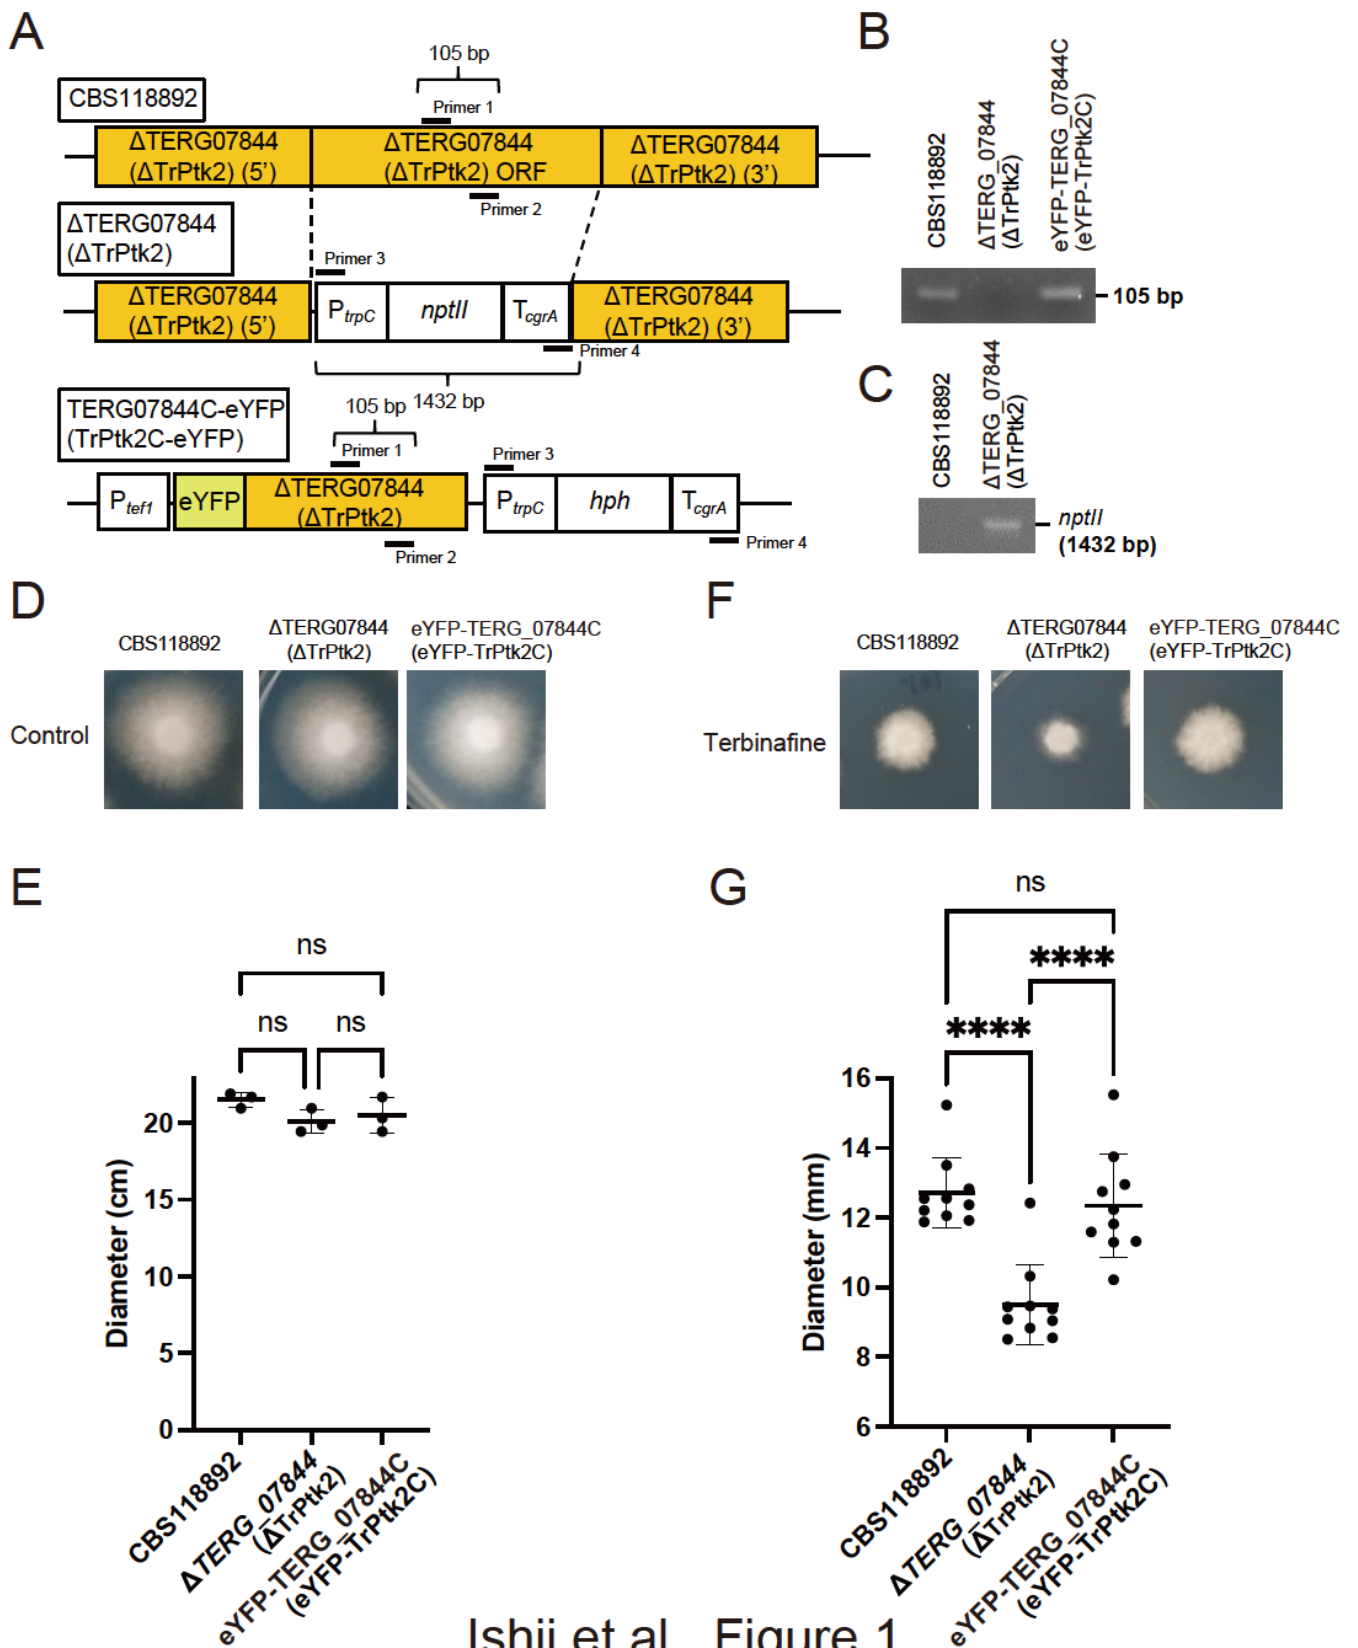 A
105 bp
CBS118892
Primer 1
ΔTERG07844
(ΔTrPtk2) (5')
ΔTERG07844
(ΔTrPtk2) ORF
ΔTERG07844
(ΔTrPtk2) (3')
Primer 2
ΔTERG07844
(ΔTrPtk2)
Primer 3
ΔTERG07844
(ΔTrPtk2) (5')
PtrpC
nptII
TcgrA
ΔTERG07844
(ΔTrPtk2) (3')
Primer 4
1432 bp
TERG07844C-eYFP
(TrPtk2C-eYFP)
105 bp
Primer 1
Primer 3
Ptef1
eYFP
ΔTERG07844
(ΔTrPtk2)
PtrpC
hph
TcgrA
Primer 2
Primer 4
B
CBS118892
ΔTERG_07844
(ΔTrPtk2)
eYFP-TERG_07844C
(eYFP-TrPtk2C)
105 bp
C
CBS118892
ΔTERG_07844
(ΔTrPtk2)
nptII
(1432 bp)
D
CBS118892
ΔTERG07844
(ΔTrPtk2)
eYFP-TERG_07844C
(eYFP-TrPtk2C)
Control
F
CBS118892
ΔTERG07844
(ΔTrPtk2)
eYFP-TERG_07844C
(eYFP-TrPtk2C)
Terbinafine
E
ns
ns
ns
Diameter (cm)
20
15
10
5
0
CBS118892
ΔTERG_07844
(ΔTrPtk2)
eYFP-TERG_07844C
(eYFP-TrPtk2C)
G
ns
****
****
Diameter (mm)
16
14
12
10
8
6
CBS118892
ΔTERG_07844
(ΔTrPtk2)
eYFP-TERG_07844C
(eYFP-TrPtk2C)
Ishii et al., Figure 1